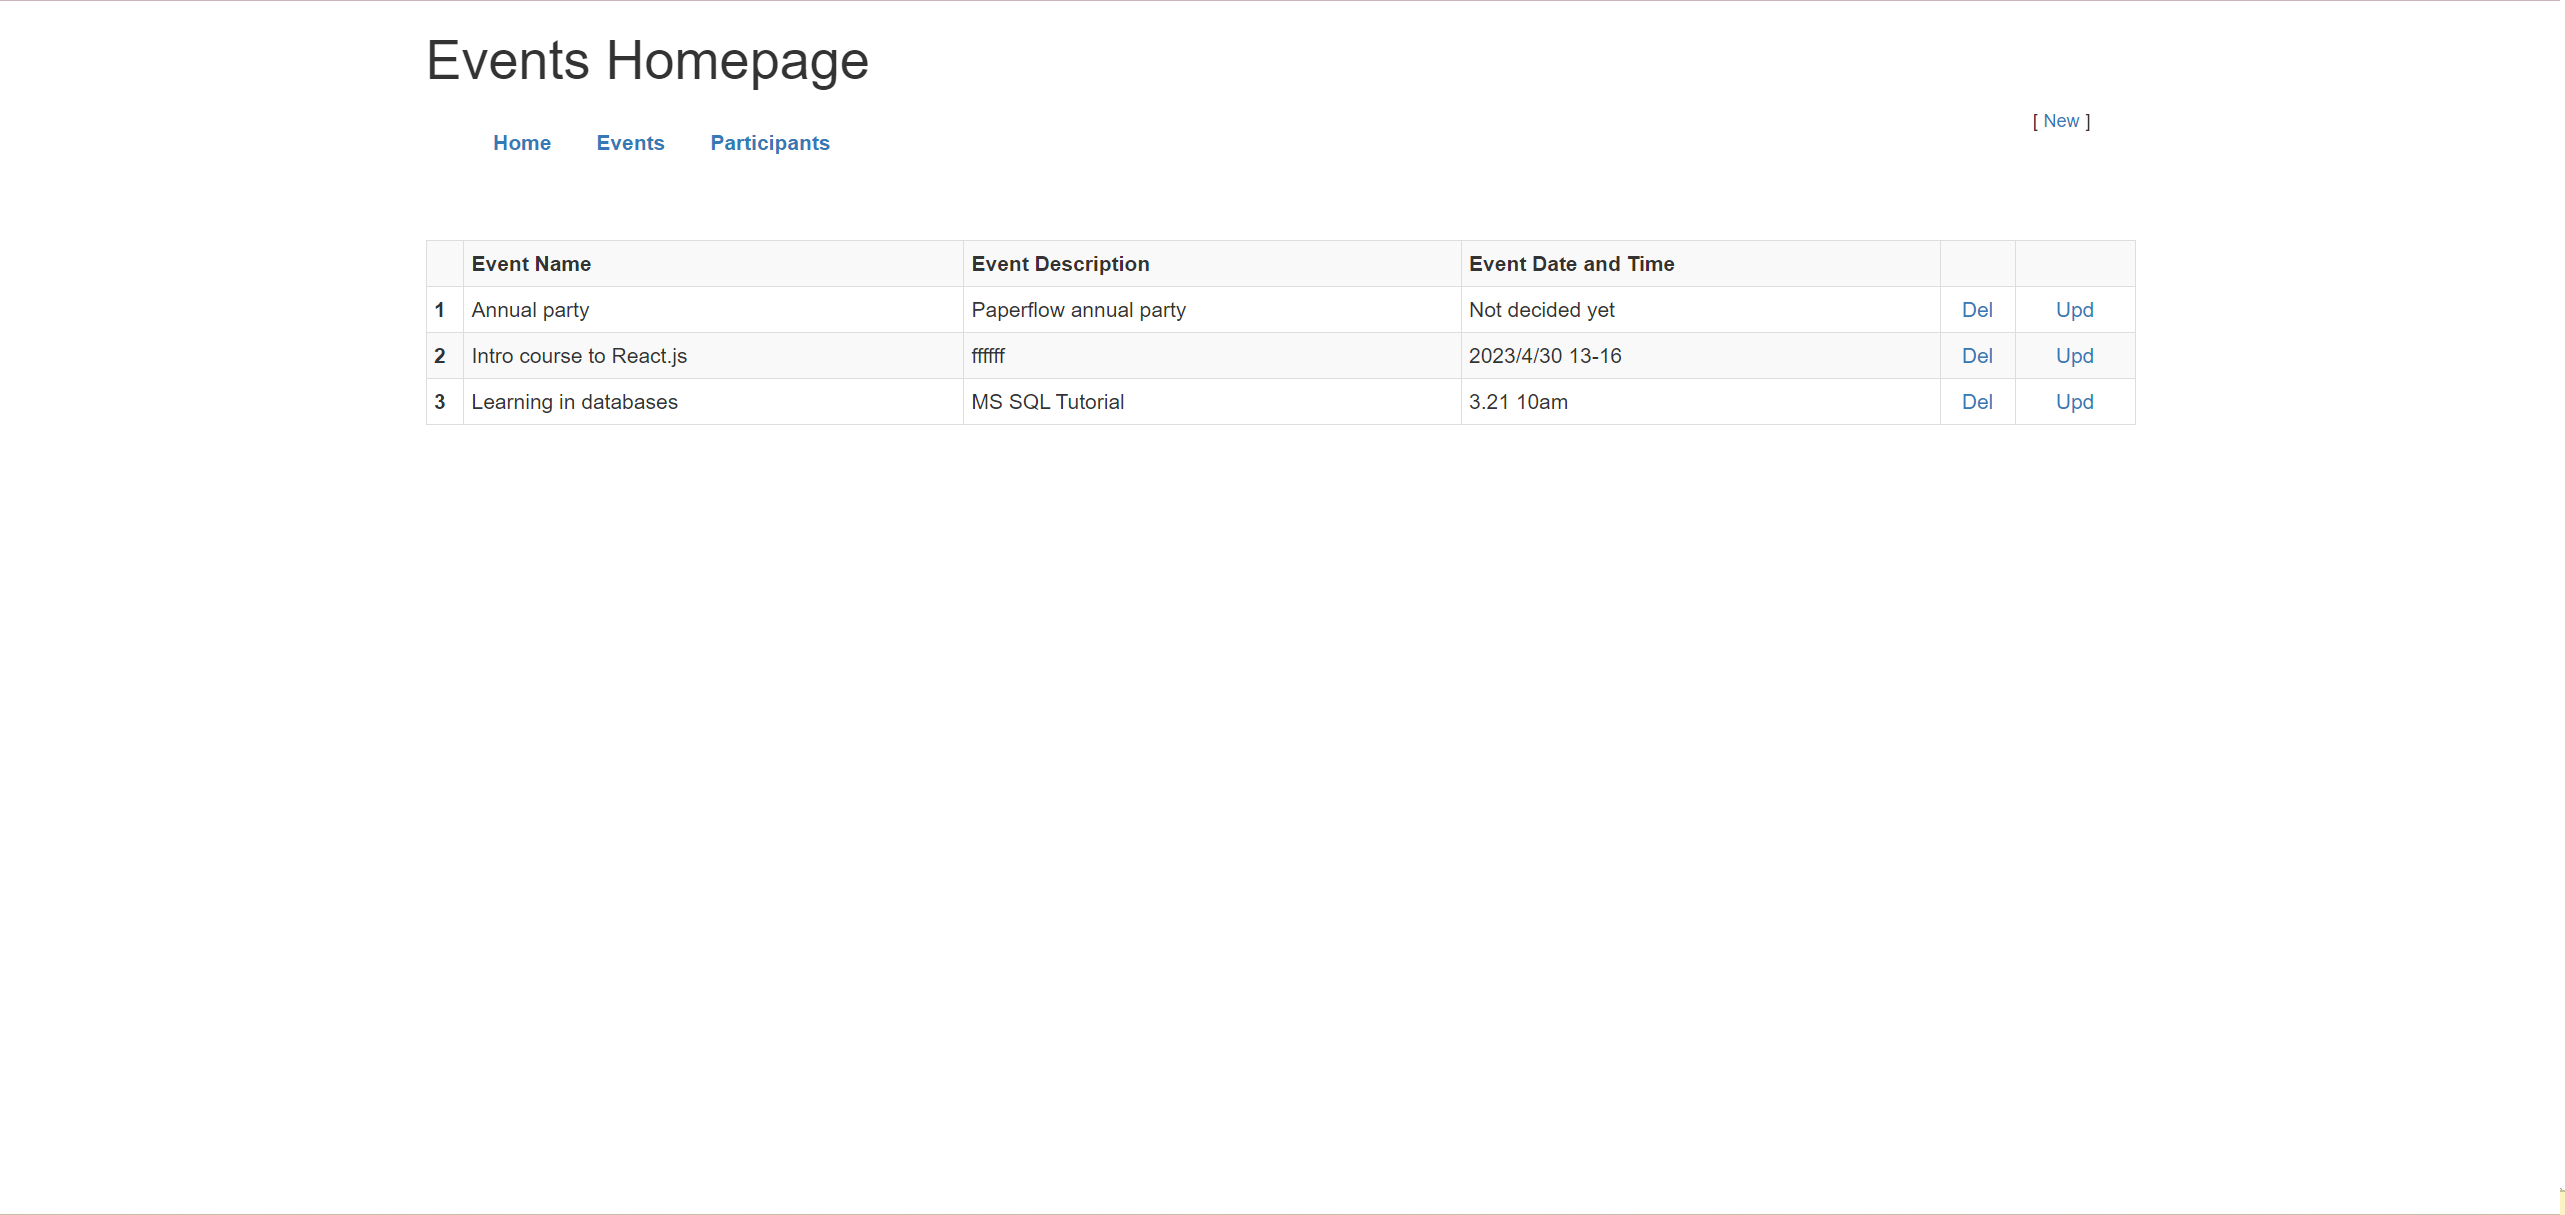 Events Homepage
[ New ]
Home Events Participants
Event Name Event Description Event Date and Time
1 Annual party Paperflow annual party Not decided yet Del Upd
2 Intro course to React.js ffffff 2023/4/30 13-16 Del Upd
3 Learning in databases MS SQL Tutorial 3.21 10am Del Upd